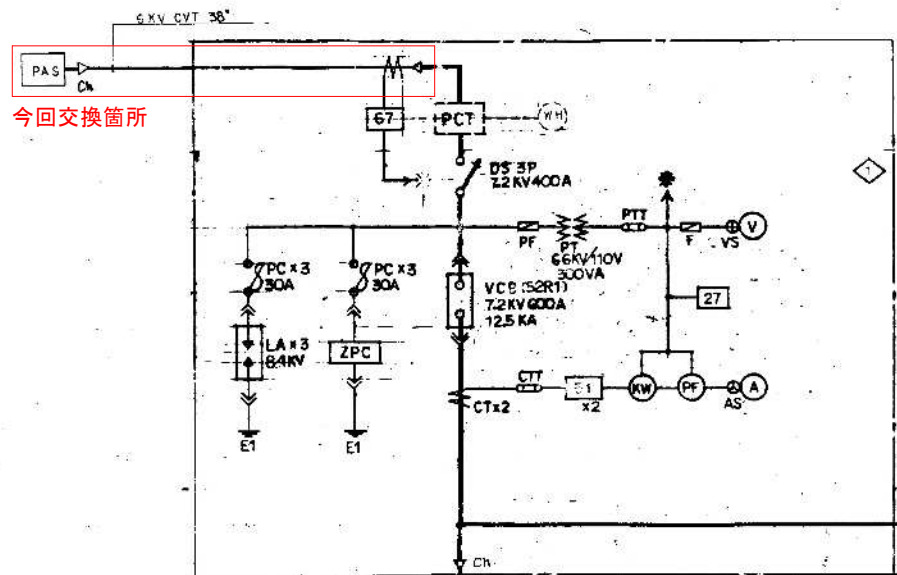 6KV CVT 38°
PAS
Ch
今回交換箇所
67
PCT
WH
DS 3P
7.2KV400A
1
PTT
PF
PT
6.6KV/110V
300VA
F
VS
V
PC×3
30A
PC×3
30A
VCB (52R1)
7.2KV600A
12.5KA
27
LA×3
8.4KV
ZPC
CTT
51
×2
KW
PF
AS
A
CT×2
E1
E1
Ch